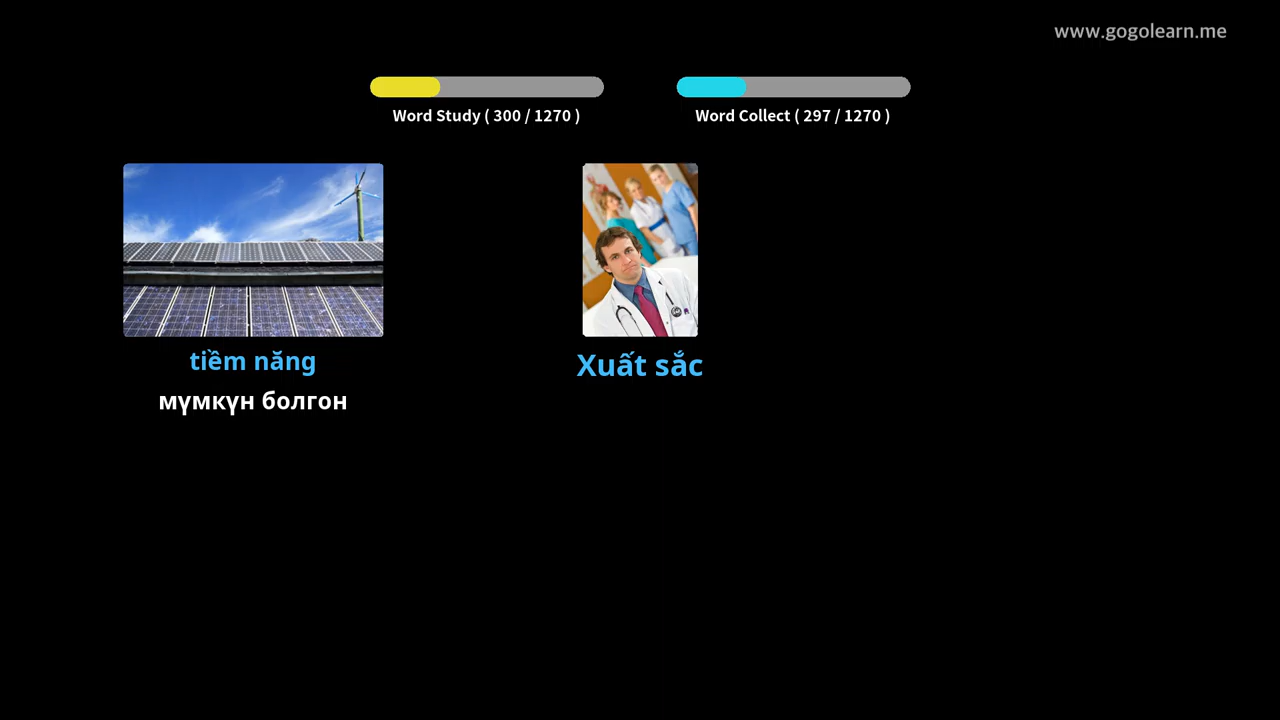 www.gogolearn.me
Word Study ( 300 / 1270 )
Word Collect ( 297 / 1270 )
tiềm năng
мүмкүн болгон
Xuất sắc